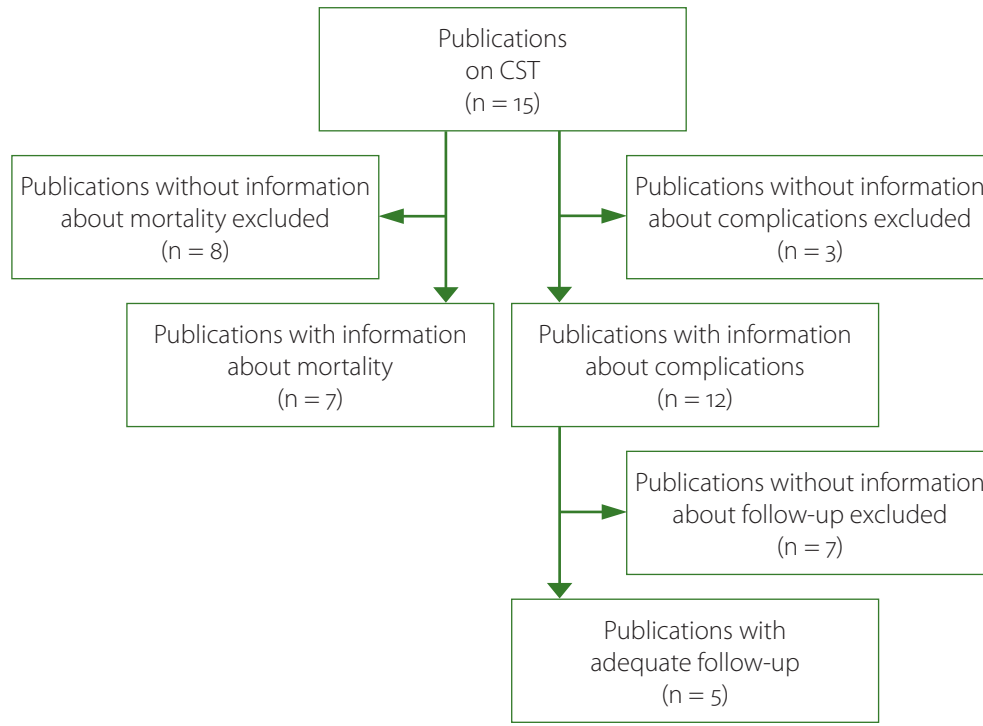 Publications
on CST
(n = 15)
Publications without information
about mortality excluded
(n = 8)
Publications without information
about complications excluded
(n = 3)
Publications with information
about mortality
(n = 7)
Publications with information
about complications
(n = 12)
Publications without information
about follow-up excluded
(n = 7)
Publications with
adequate follow-up
(n = 5)